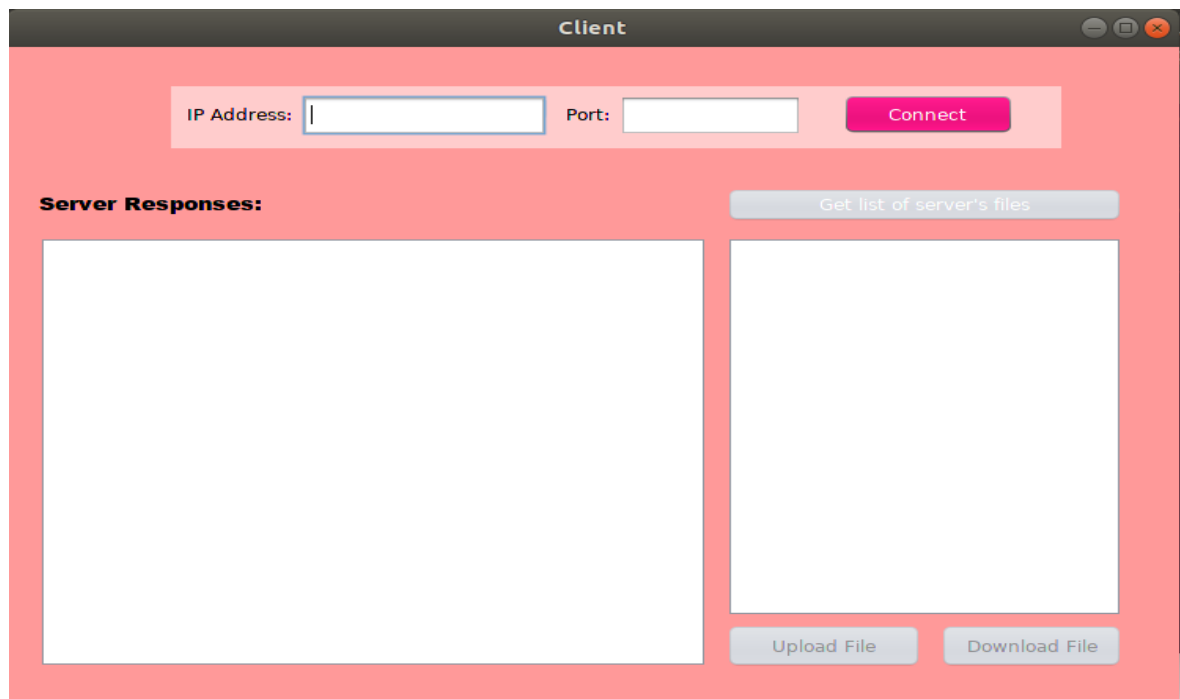 Client
IP Address: Port: Connect
Server Responses: Get list of server's files
Upload File Download File